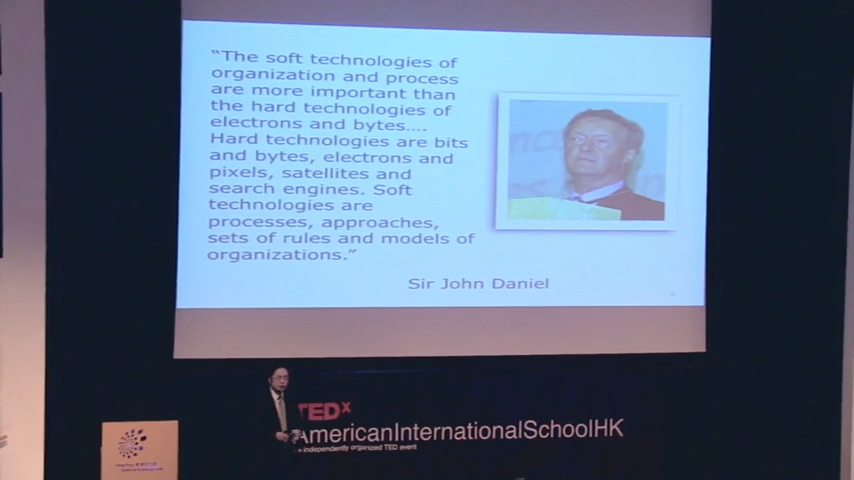 “The soft technologies of
organization and process
are more important than
the hard technologies of
electrons and bytes....
Hard technologies are bits
and bytes, electrons and
pixels, satellites and
search engines. Soft
technologies are
processes, approaches,
sets of rules and models of
organizations.”
Sir John Daniel
TEDx
AmericanInternationalSchoolHK
x independently organized TED event